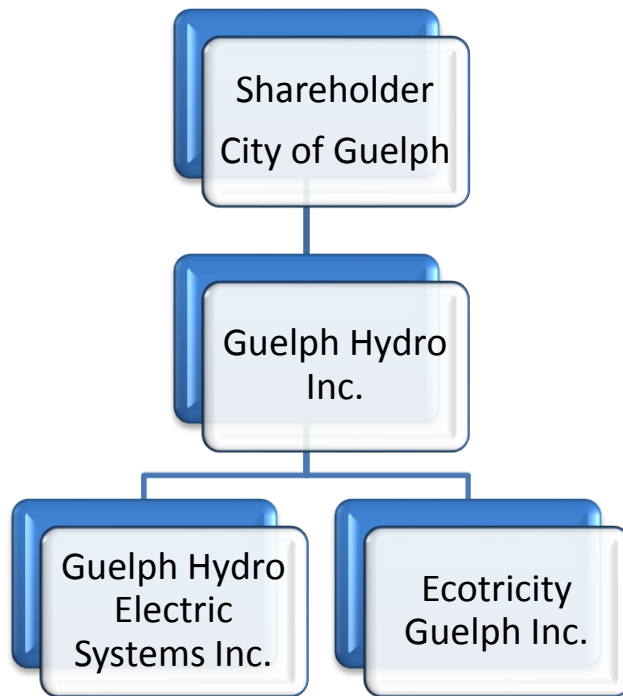 Shareholder
City of Guelph
Guelph Hydro
Inc.
Guelph Hydro
Electric
Systems Inc.
Ecotricity
Guelph Inc.